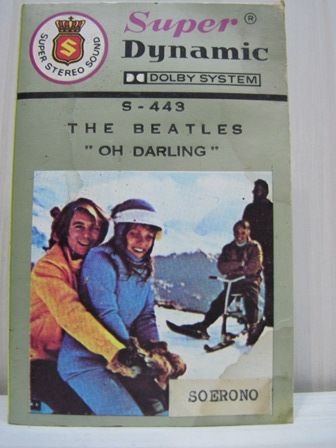 Super ®
SUPER STEREO SOUND
S
Dynamic
DOLBY SYSTEM
S-443
THE BEATLES
" OH DARLING "
SOERONO